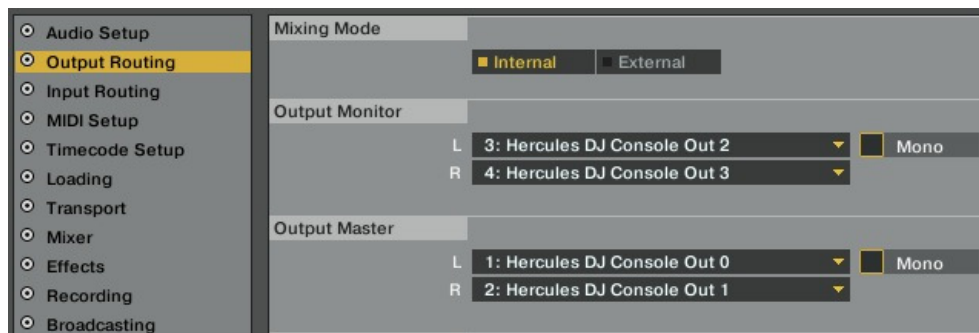 Audio Setup
Output Routing
Input Routing
MIDI Setup
Timecode Setup
Loading
Transport
Mixer
Effects
Recording
Broadcasting
Mixing Mode
Internal External
Output Monitor
L 3: Hercules DJ Console Out 2 Mono
R 4: Hercules DJ Console Out 3
Output Master
L 1: Hercules DJ Console Out 0 Mono
R 2: Hercules DJ Console Out 1